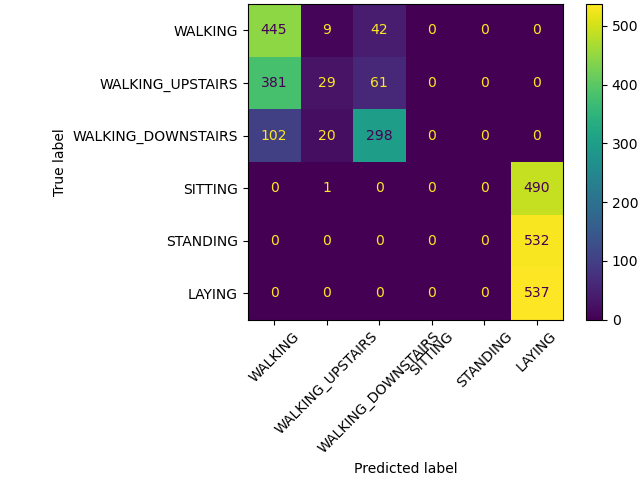 WALKING 445 9 42 0 0 0
WALKING_UPSTAIRS 381 29 61 0 0 0
WALKING_DOWNSTAIRS 102 20 298 0 0 0
SITTING 0 1 0 0 0 490
STANDING 0 0 0 0 0 532
LAYING 0 0 0 0 0 537
True label
WALKING
WALKING_UPSTAIRS
WALKING_DOWNSTAIRS
SITTING
STANDING
LAYING
Predicted label
500
400
300
200
100
0